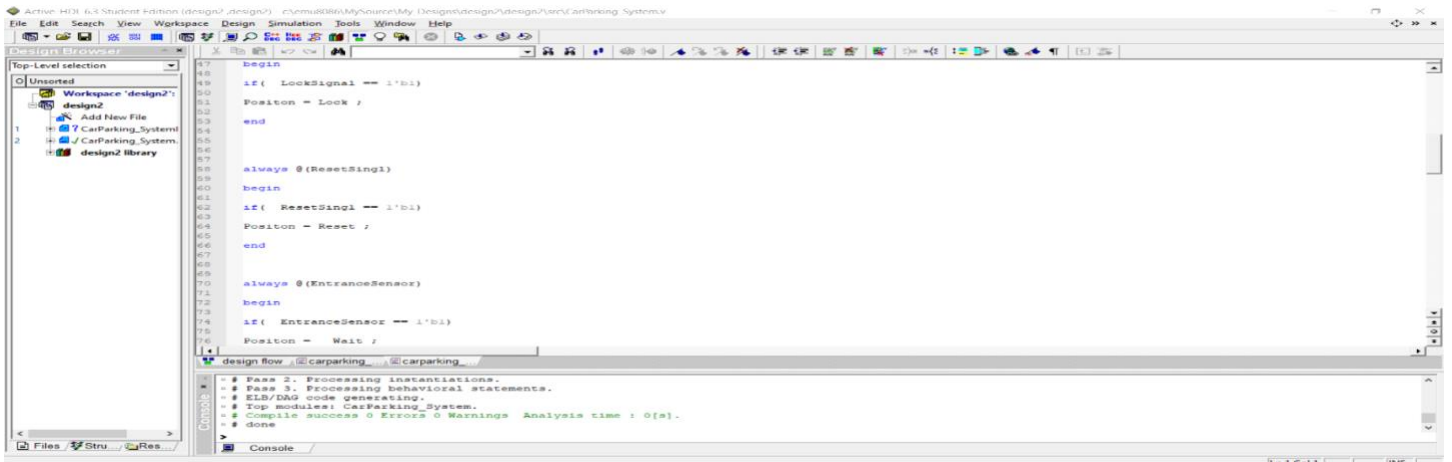 Active-HDL 6.3 Student Edition (design2 ,design2) - c:\emu8086\MySource\My_Designs\design2\design2\src\CarParking_System.v
File Edit Search View Workspace Design Simulation Tools Window Help
Design Browser
Top-Level selection
Unsorted
Workspace 'design2':
design2
Add New File
1 CarParking_SystemI
2 CarParking_System.
design2 library
Files Stru... Res...
47 begin
48
49 if( LockSignal == 1'b1)
50
51 Positon = Lock ;
52
53 end
54
55
56
57
58 always @(ResetSingl)
59
60 begin
61
62 if( ResetSingl == 1'b1)
63
64 Positon = Reset ;
65
66 end
67
68
69
70 always @(EntranceSensor)
71
72 begin
73
74 if( EntranceSensor == 1'b1)
75
76 Positon = Wait ;
design flow carparking_... carparking_...
# Pass 2. Processing instantiations.
# Pass 3. Processing behavioral statements.
# ELB/DAG code generating.
# Top modules: CarParking_System.
# Compile success 0 Errors 0 Warnings Analysis time : 0[s].
# done
>
Console
Console